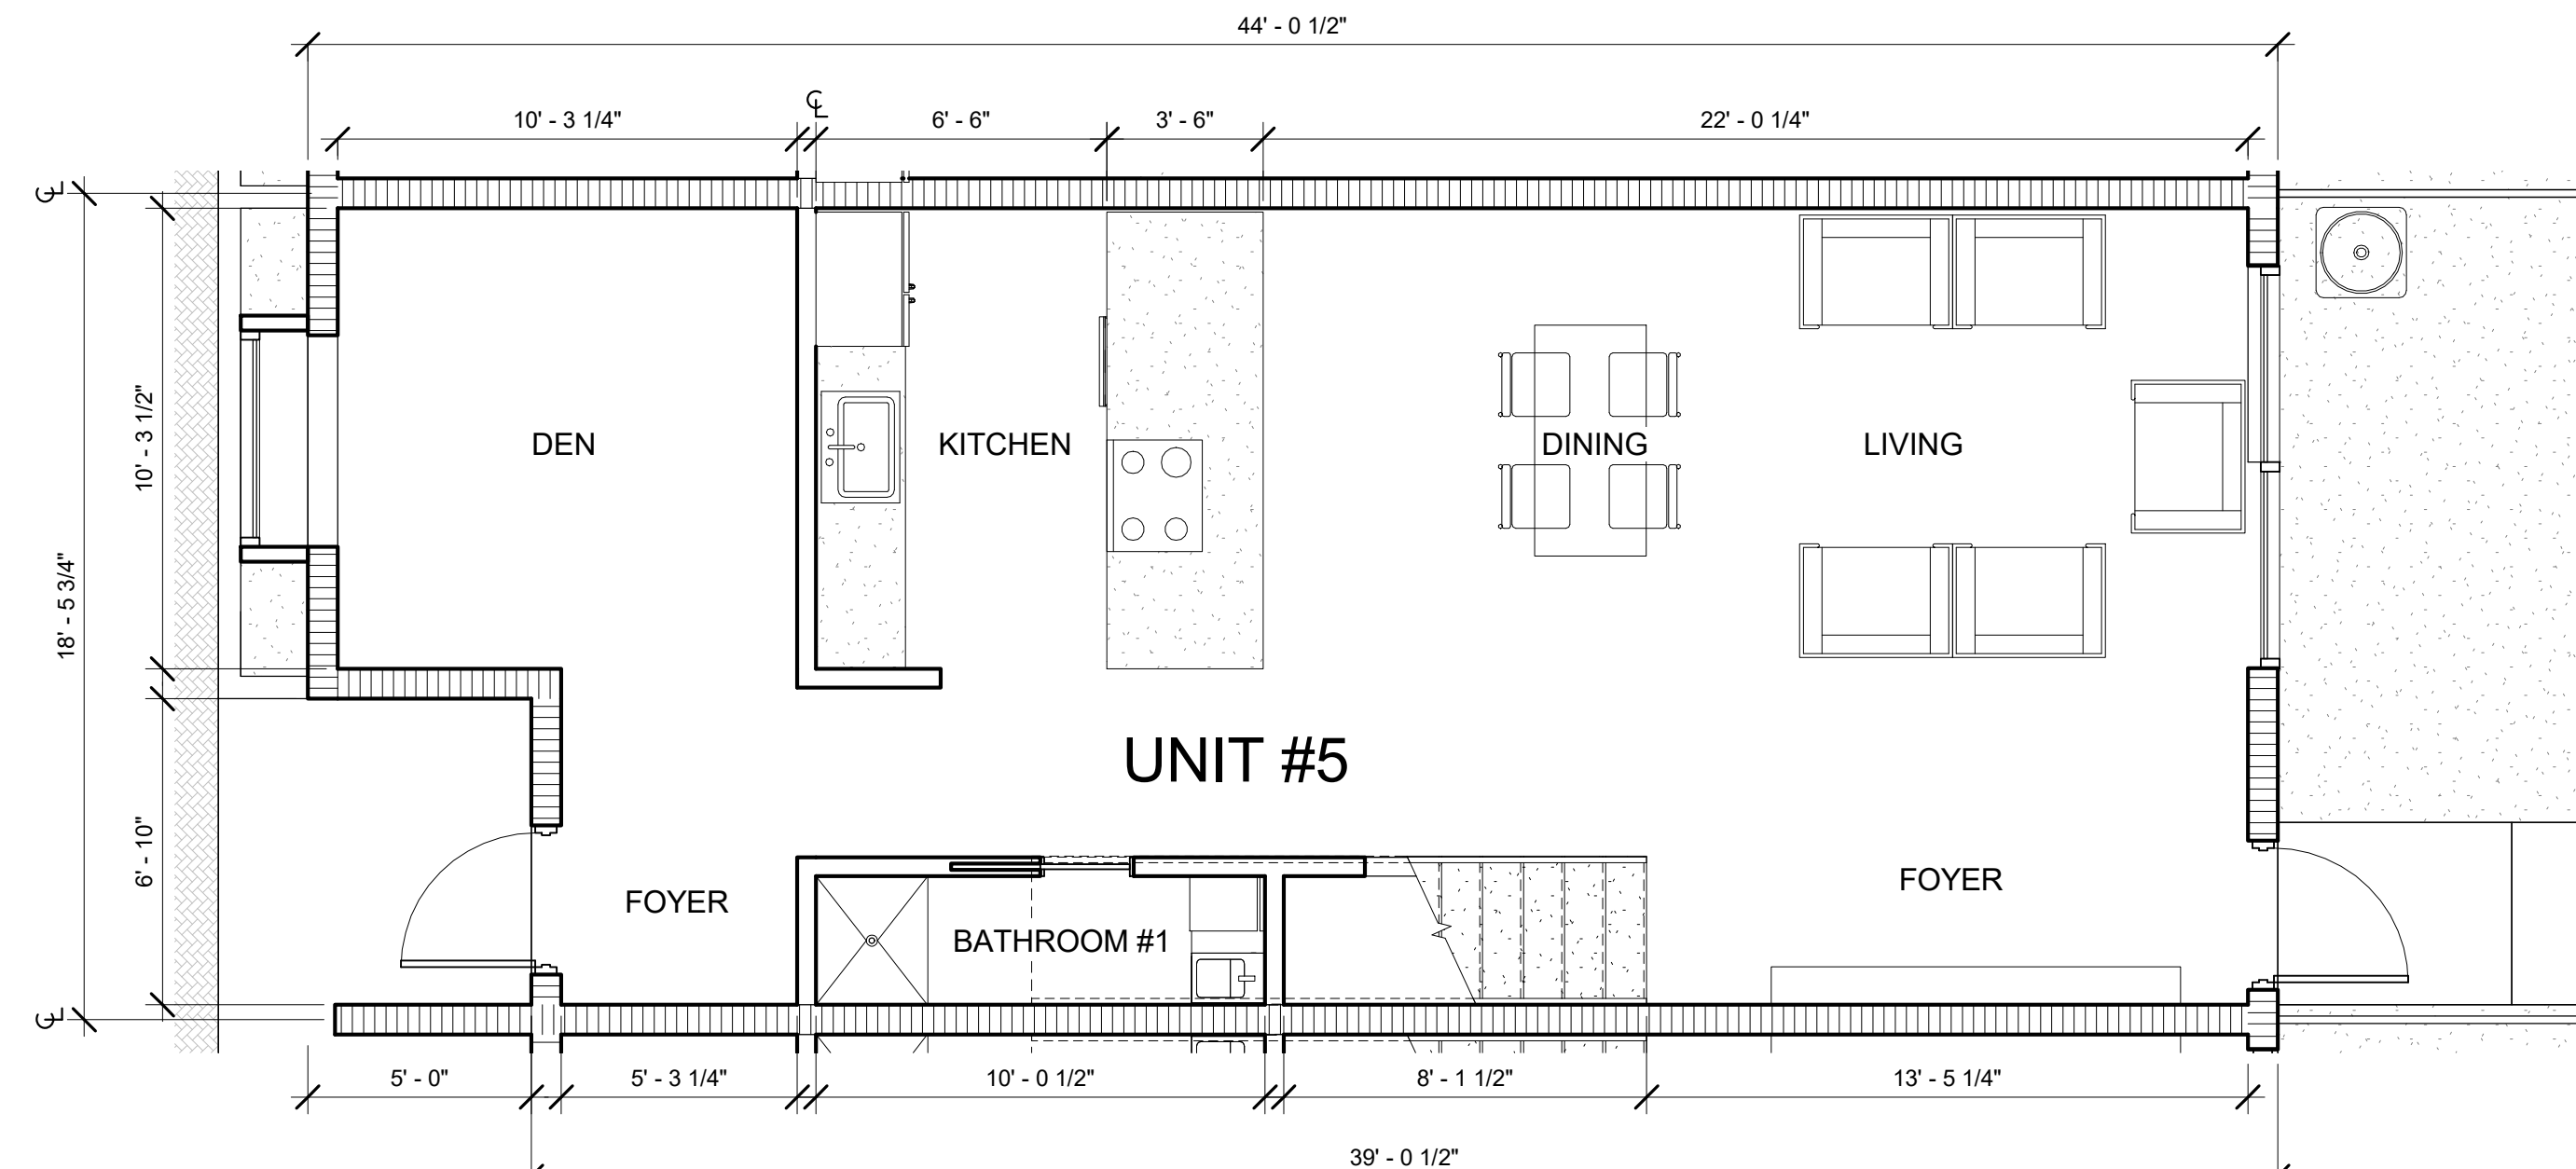 44' - 0 1/2"
℄
10' - 3 1/4"
6' - 6"
3' - 6"
22' - 0 1/4"
℄
10' - 3 1/2"
18' - 5 3/4"
6' - 10"
℄
DEN
KITCHEN
DINING
LIVING
UNIT #5
FOYER
BATHROOM #1
FOYER
5' - 0"
5' - 3 1/4"
10' - 0 1/2"
8' - 1 1/2"
13' - 5 1/4"
39' - 0 1/2"